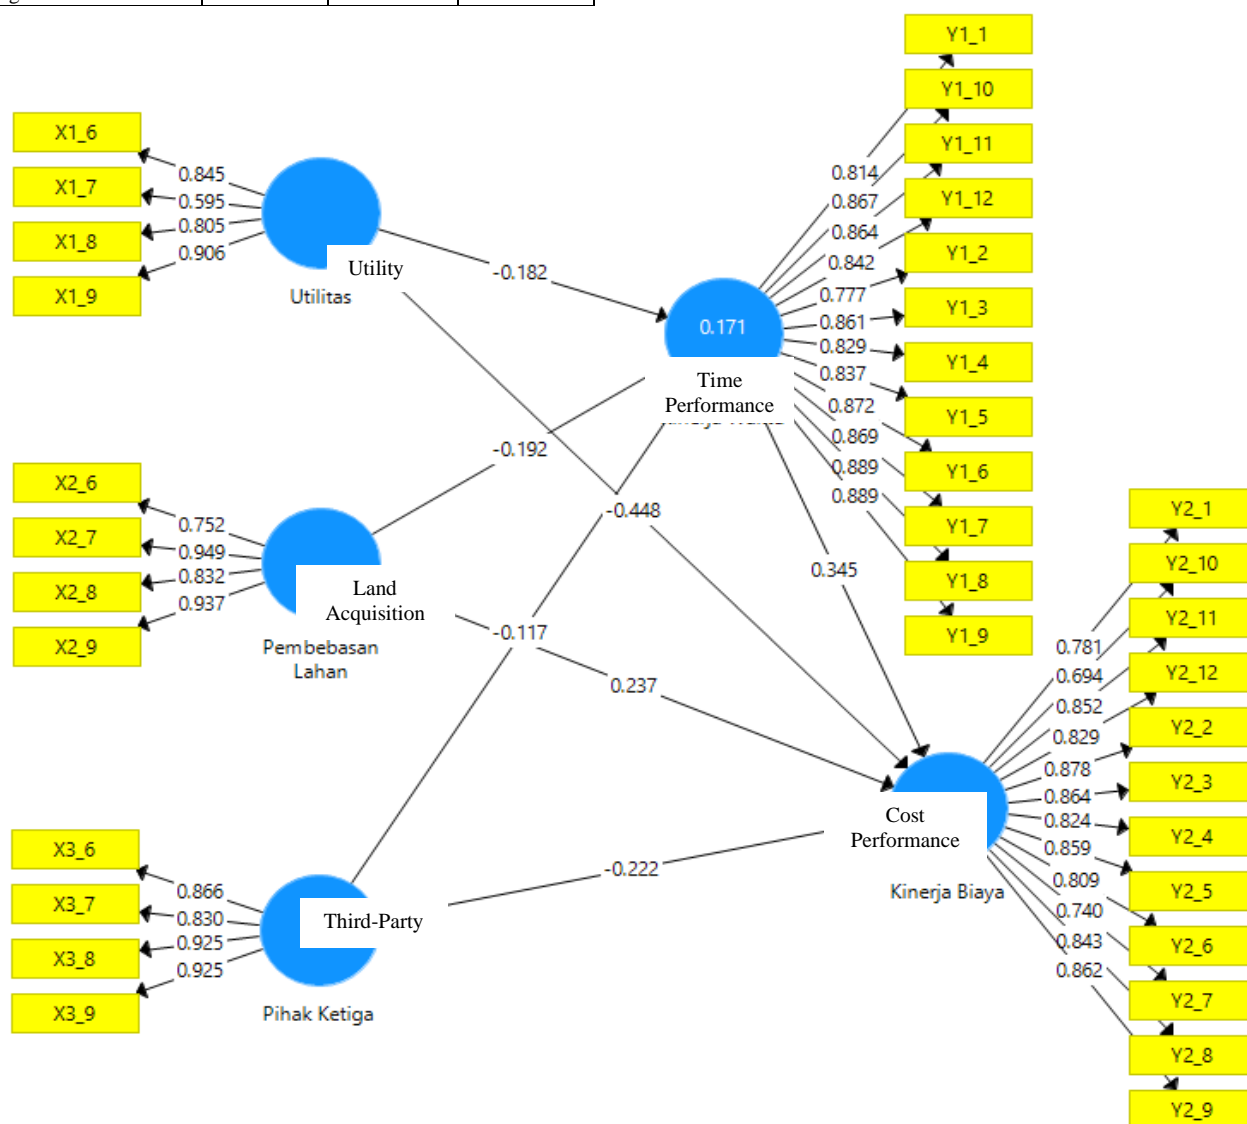 Y1_1
Y1_10
Y1_11
Y1_12
Y1_2
Y1_3
Y1_4
Y1_5
Y1_6
Y1_7
Y1_8
Y1_9
0.814
0.867
0.864
0.842
0.777
0.861
0.829
0.837
0.872
0.869
0.889
0.889
X1_6
X1_7
X1_8
X1_9
0.845
0.595
0.805
0.906
Utility
Utilitas
-0.182
0.171
Time
Performance
-0.192
-0.448
0.345
X2_6
X2_7
X2_8
X2_9
0.752
0.949
0.832
0.937
Land
Acquisition
Pembebasan
Lahan
-0.117
0.237
Y2_1
Y2_10
Y2_11
Y2_12
Y2_2
Y2_3
Y2_4
Y2_5
Y2_6
Y2_7
Y2_8
Y2_9
0.781
0.694
0.852
0.829
0.878
0.864
0.824
0.859
0.809
0.740
0.843
0.862
Cost
Performance
Kinerja Biaya
-0.222
X3_6
X3_7
X3_8
X3_9
0.866
0.830
0.925
0.925
Third-Party
Pihak Ketiga